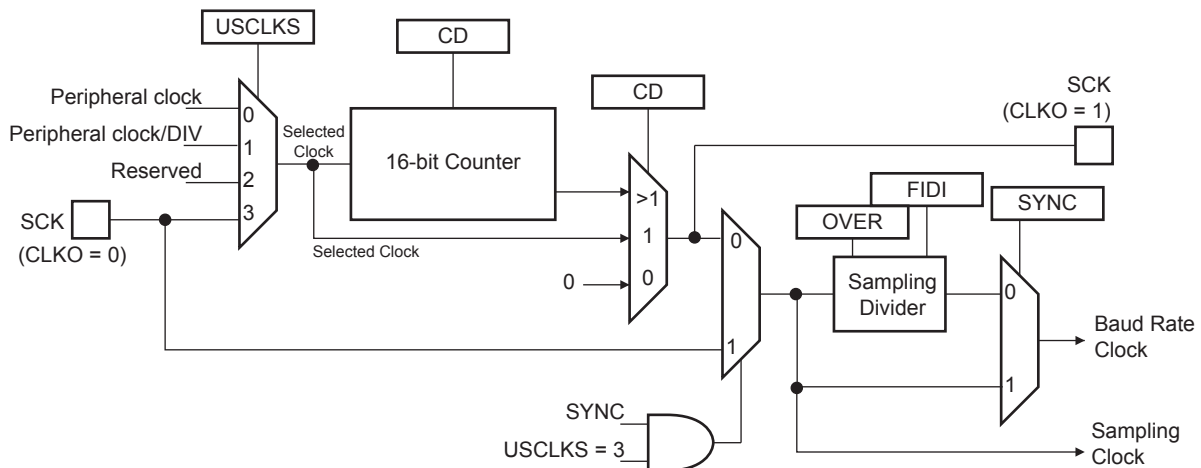 USCLKS
CD
CD
SCK
(CLKO = 1)
Peripheral clock
Peripheral clock/DIV
Reserved
0
1
2
3
Selected
Clock
16-bit Counter
SCK
(CLKO = 0)
Selected Clock
0
>1
1
0
0
1
FIDI
OVER
SYNC
Sampling
Divider
0
1
Baud Rate
Clock
SYNC
USCLKS = 3
Sampling
Clock